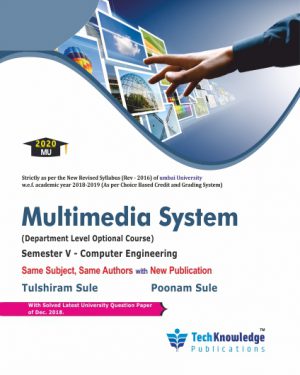 2020
MU
Strictly as per the New Revised Syllabus (Rev - 2016) of umbai University
w.e.f. academic year 2018-2019 (As per Choice Based Credit and Grading System)
Multimedia System
(Department Level Optional Course)
Semester V - Computer Engineering
Same Subject, Same Authors with New Publication
Tulshiram Sule Poonam Sule
With Solved Latest University Question Paper
of Dec. 2018.
TechKnowledge™
Publications